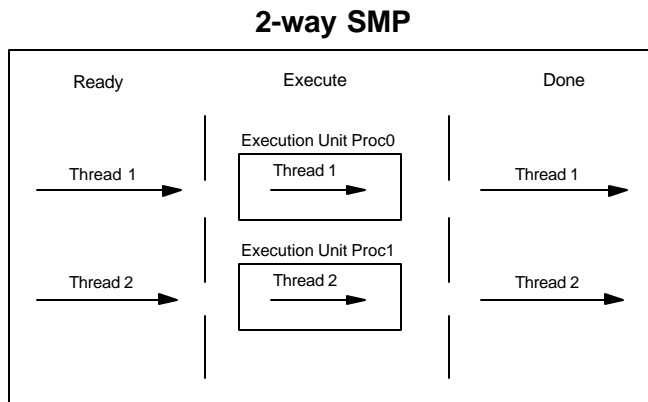 2-way SMP
Ready Execute Done
Execution Unit Proc0
Thread 1 Thread 1 Thread 1
Execution Unit Proc1
Thread 2 Thread 2 Thread 2